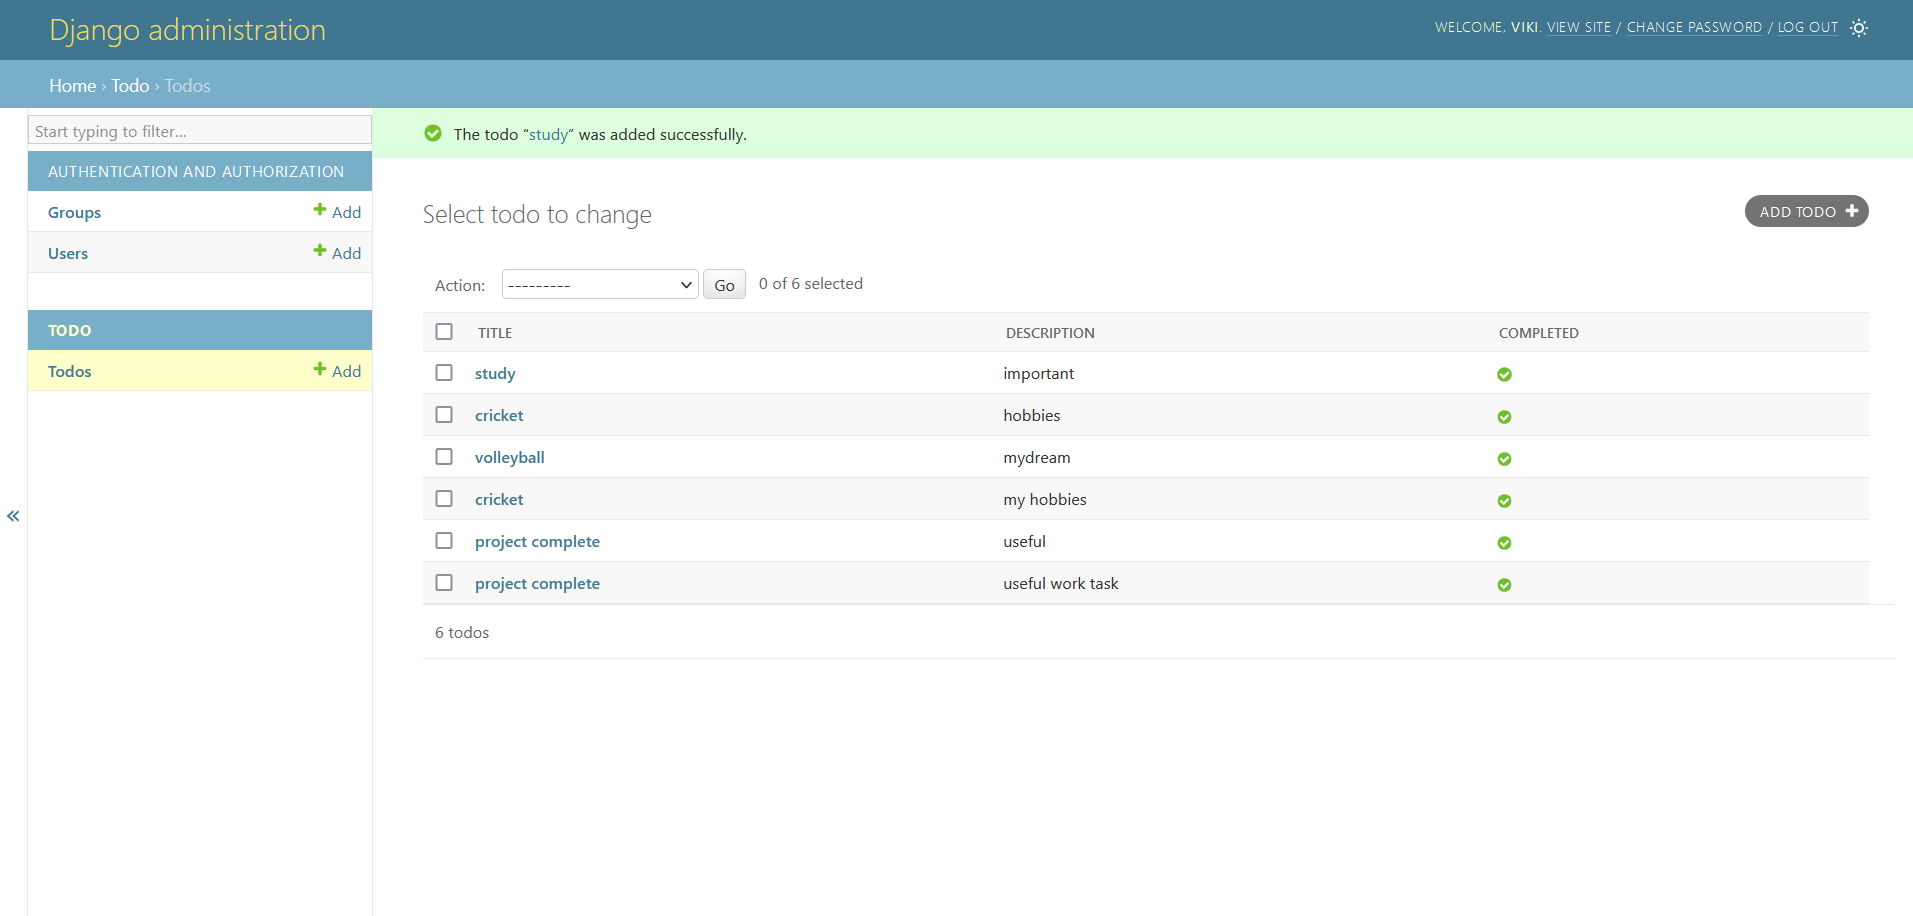 Django administration
WELCOME, VIKI. VIEW SITE / CHANGE PASSWORD / LOG OUT
Home › Todo › Todos
Start typing to filter...
AUTHENTICATION AND AUTHORIZATION
Groups Add
Users Add
TODO
Todos Add
The todo “study” was added successfully.
Select todo to change
ADD TODO
Action: --------- Go 0 of 6 selected
TITLE DESCRIPTION COMPLETED
study important
cricket hobbies
volleyball mydream
cricket my hobbies
project complete useful
project complete useful work task
6 todos